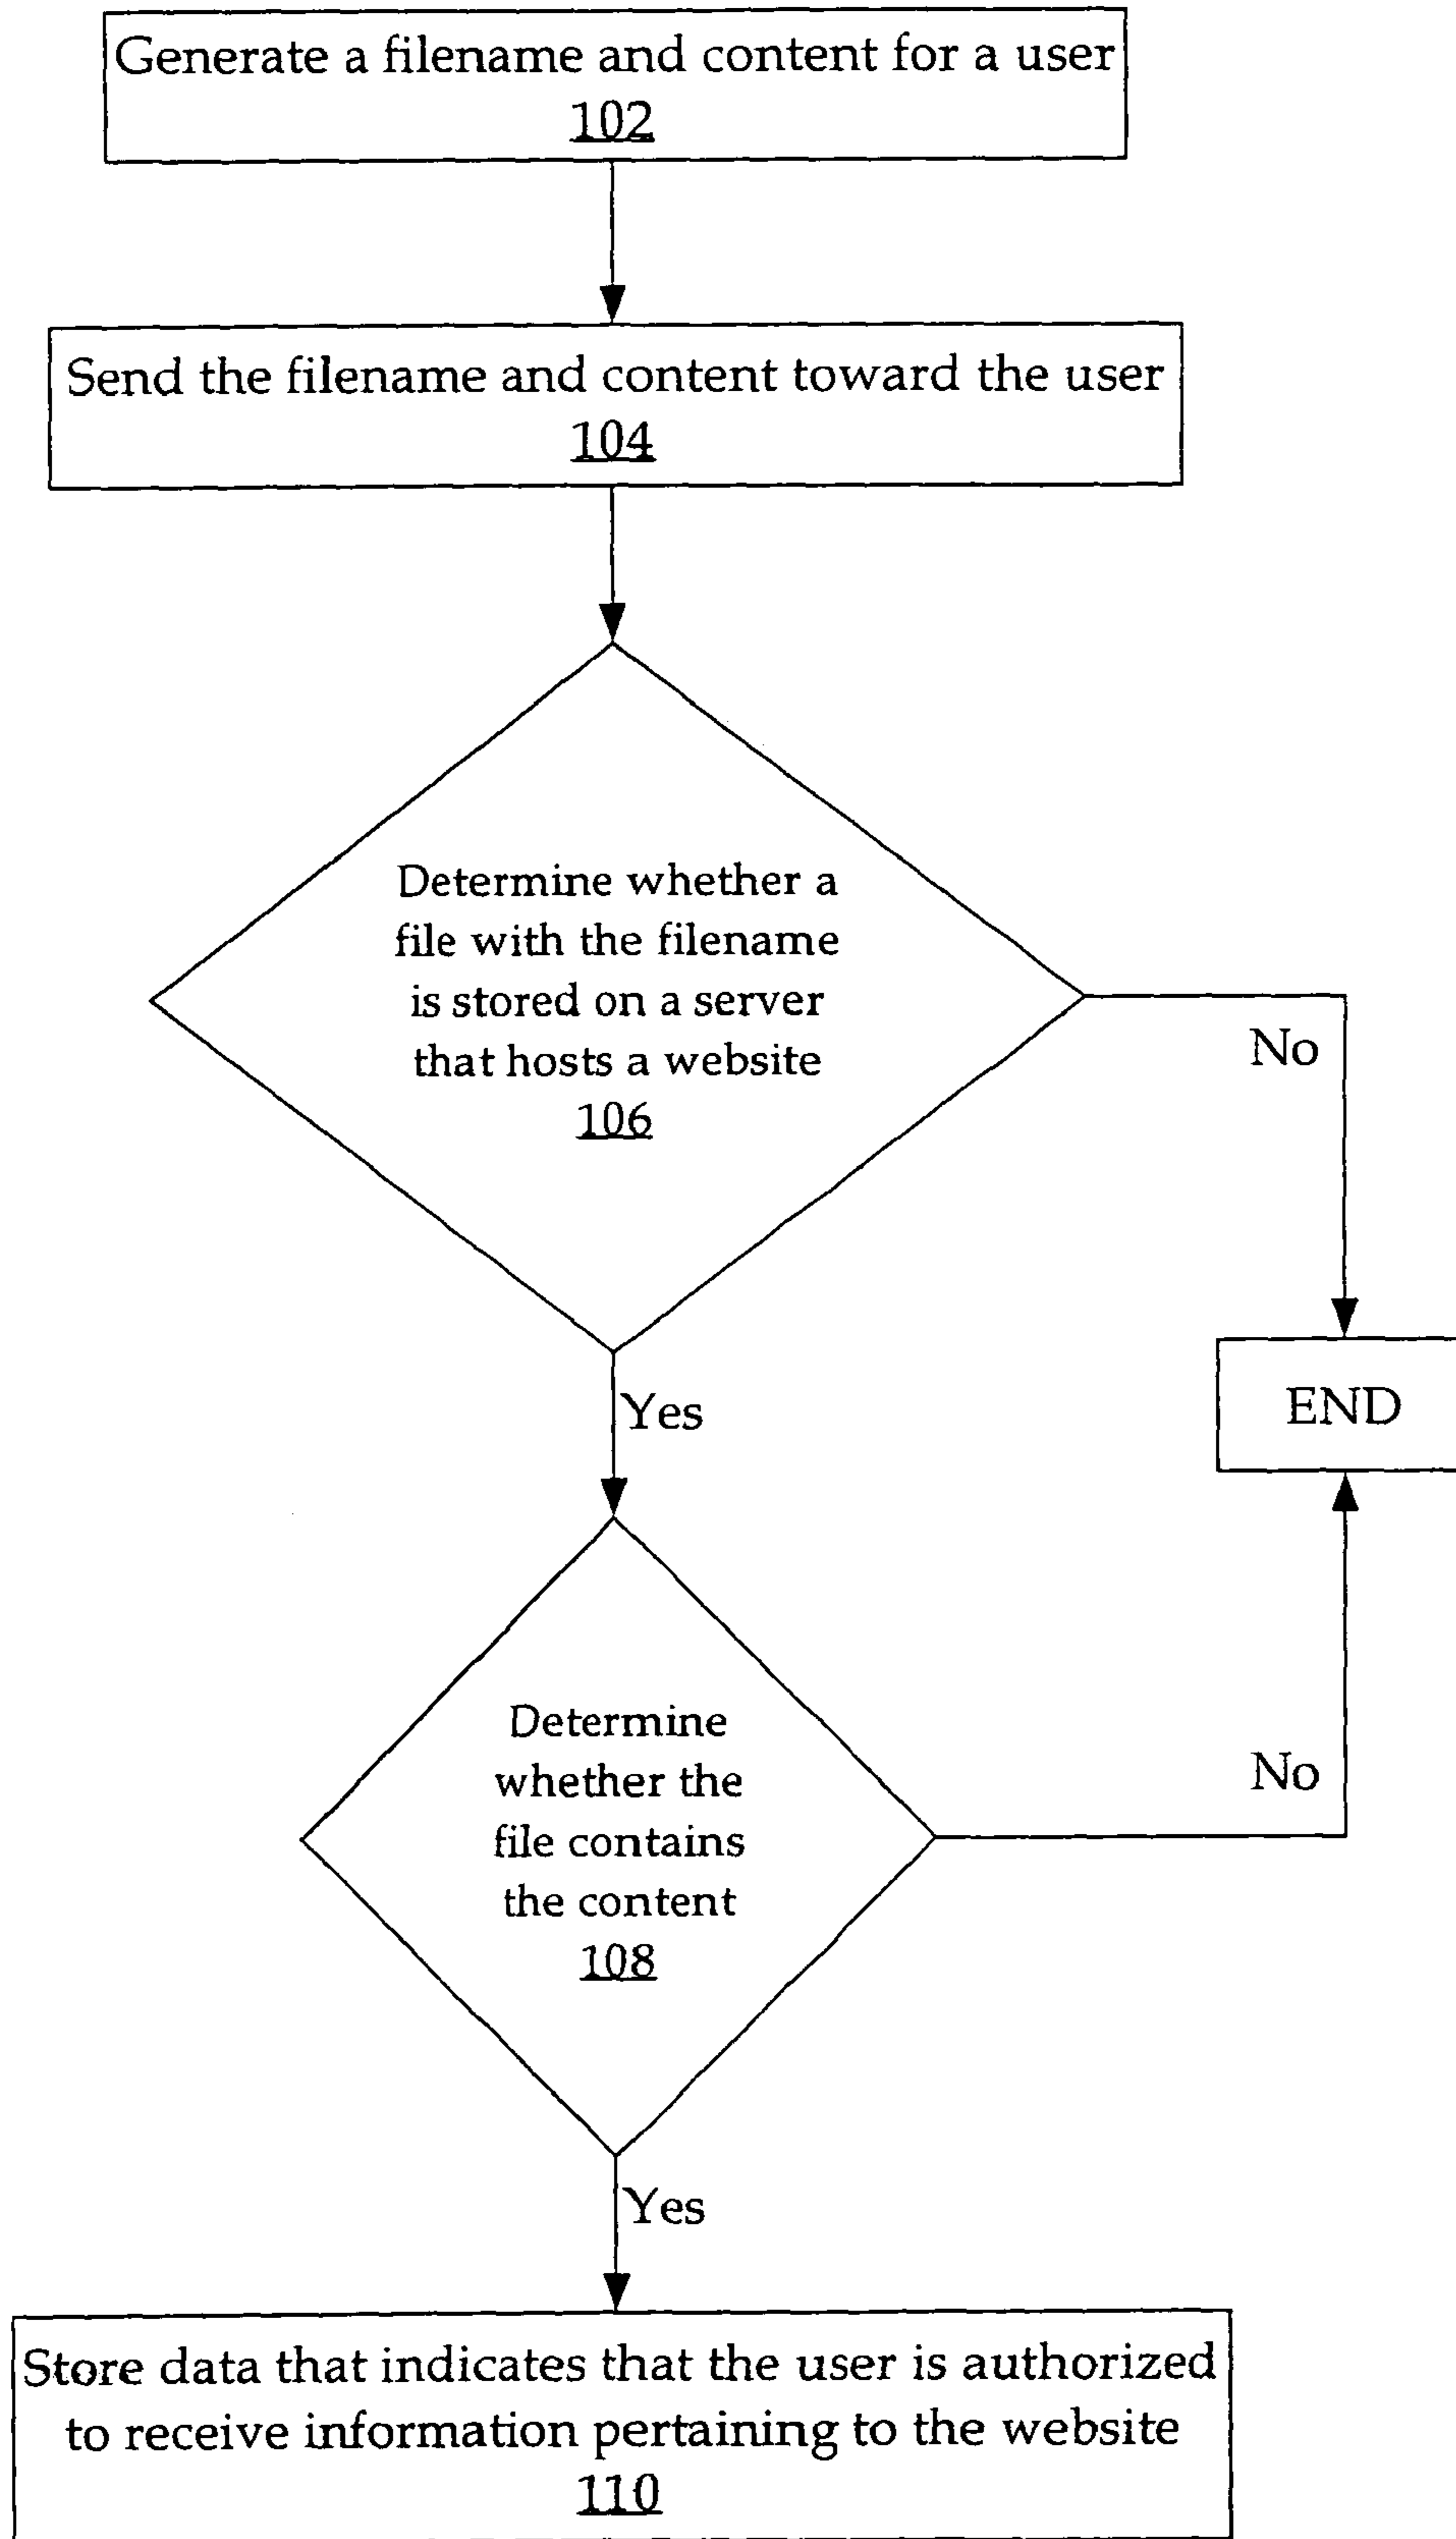 Generate a filename and content for a user
102
Send the filename and content toward the user
104
Determine whether a
file with the filename
is stored on a server
that hosts a website
106
No
Yes
END
Determine
whether the
file contains
the content
108
No
Yes
Store data that indicates that the user is authorized
to receive information pertaining to the website
110